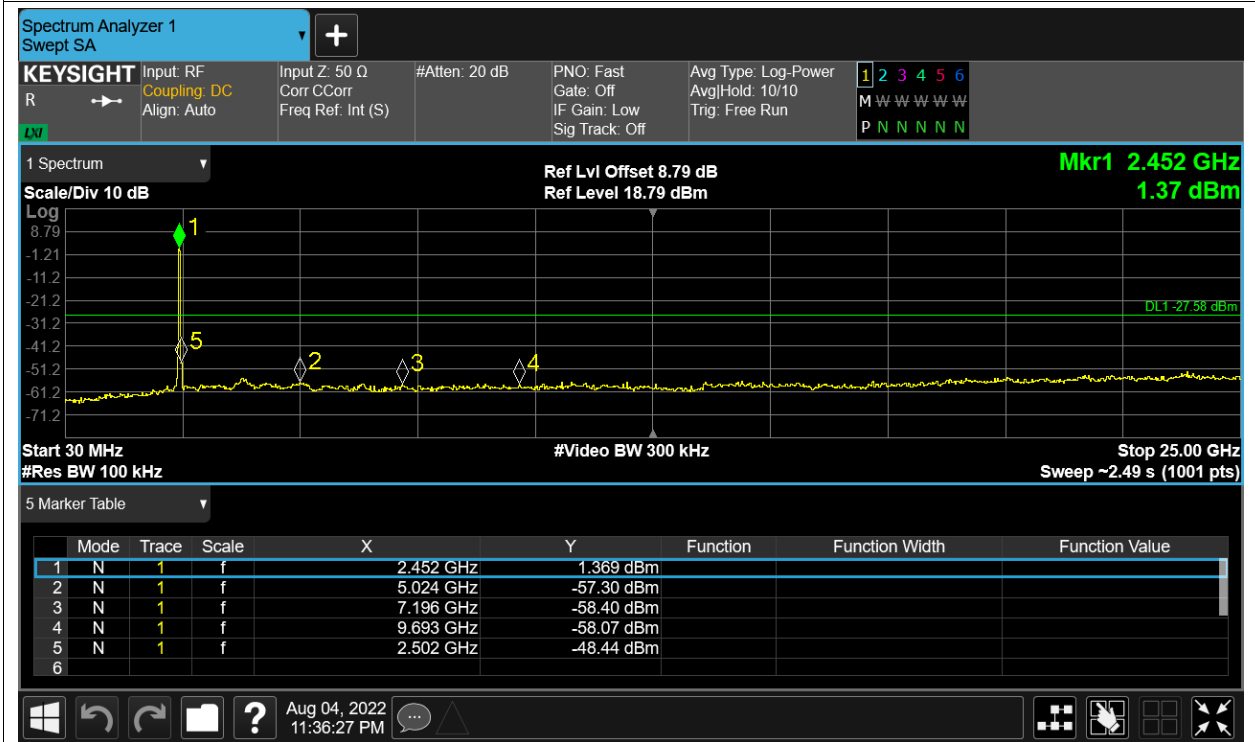 Spectrum Analyzer 1
Swept SA
+
KEYSIGHT
R
LXI
Input: RF
Coupling: DC
Align: Auto
Input Z: 50 Ω
Corr CCorr
Freq Ref: Int (S)
#Atten: 20 dB
PNO: Fast
Gate: Off
IF Gain: Low
Sig Track: Off
Avg Type: Log-Power
Avg|Hold: 10/10
Trig: Free Run
1 2 3 4 5 6
M W W W W W
P N N N N N
1 Spectrum
Scale/Div 10 dB
Ref Lvl Offset 8.79 dB
Ref Level 18.79 dBm
Mkr1 2.452 GHz
1.37 dBm
Log
8.79
-1.21
-11.2
-21.2
-31.2
-41.2
-51.2
-61.2
-71.2
1
5
2
3
4
DL1 -27.58 dBm
Start 30 MHz
#Video BW 300 kHz
Stop 25.00 GHz
#Res BW 100 kHz
Sweep ~2.49 s (1001 pts)
5 Marker Table
Mode Trace Scale X Y Function Function Width Function Value
1 N 1 f 2.452 GHz 1.369 dBm
2 N 1 f 5.024 GHz -57.30 dBm
3 N 1 f 7.196 GHz -58.40 dBm
4 N 1 f 9.693 GHz -58.07 dBm
5 N 1 f 2.502 GHz -48.44 dBm
6
?
Aug 04, 2022
11:36:27 PM